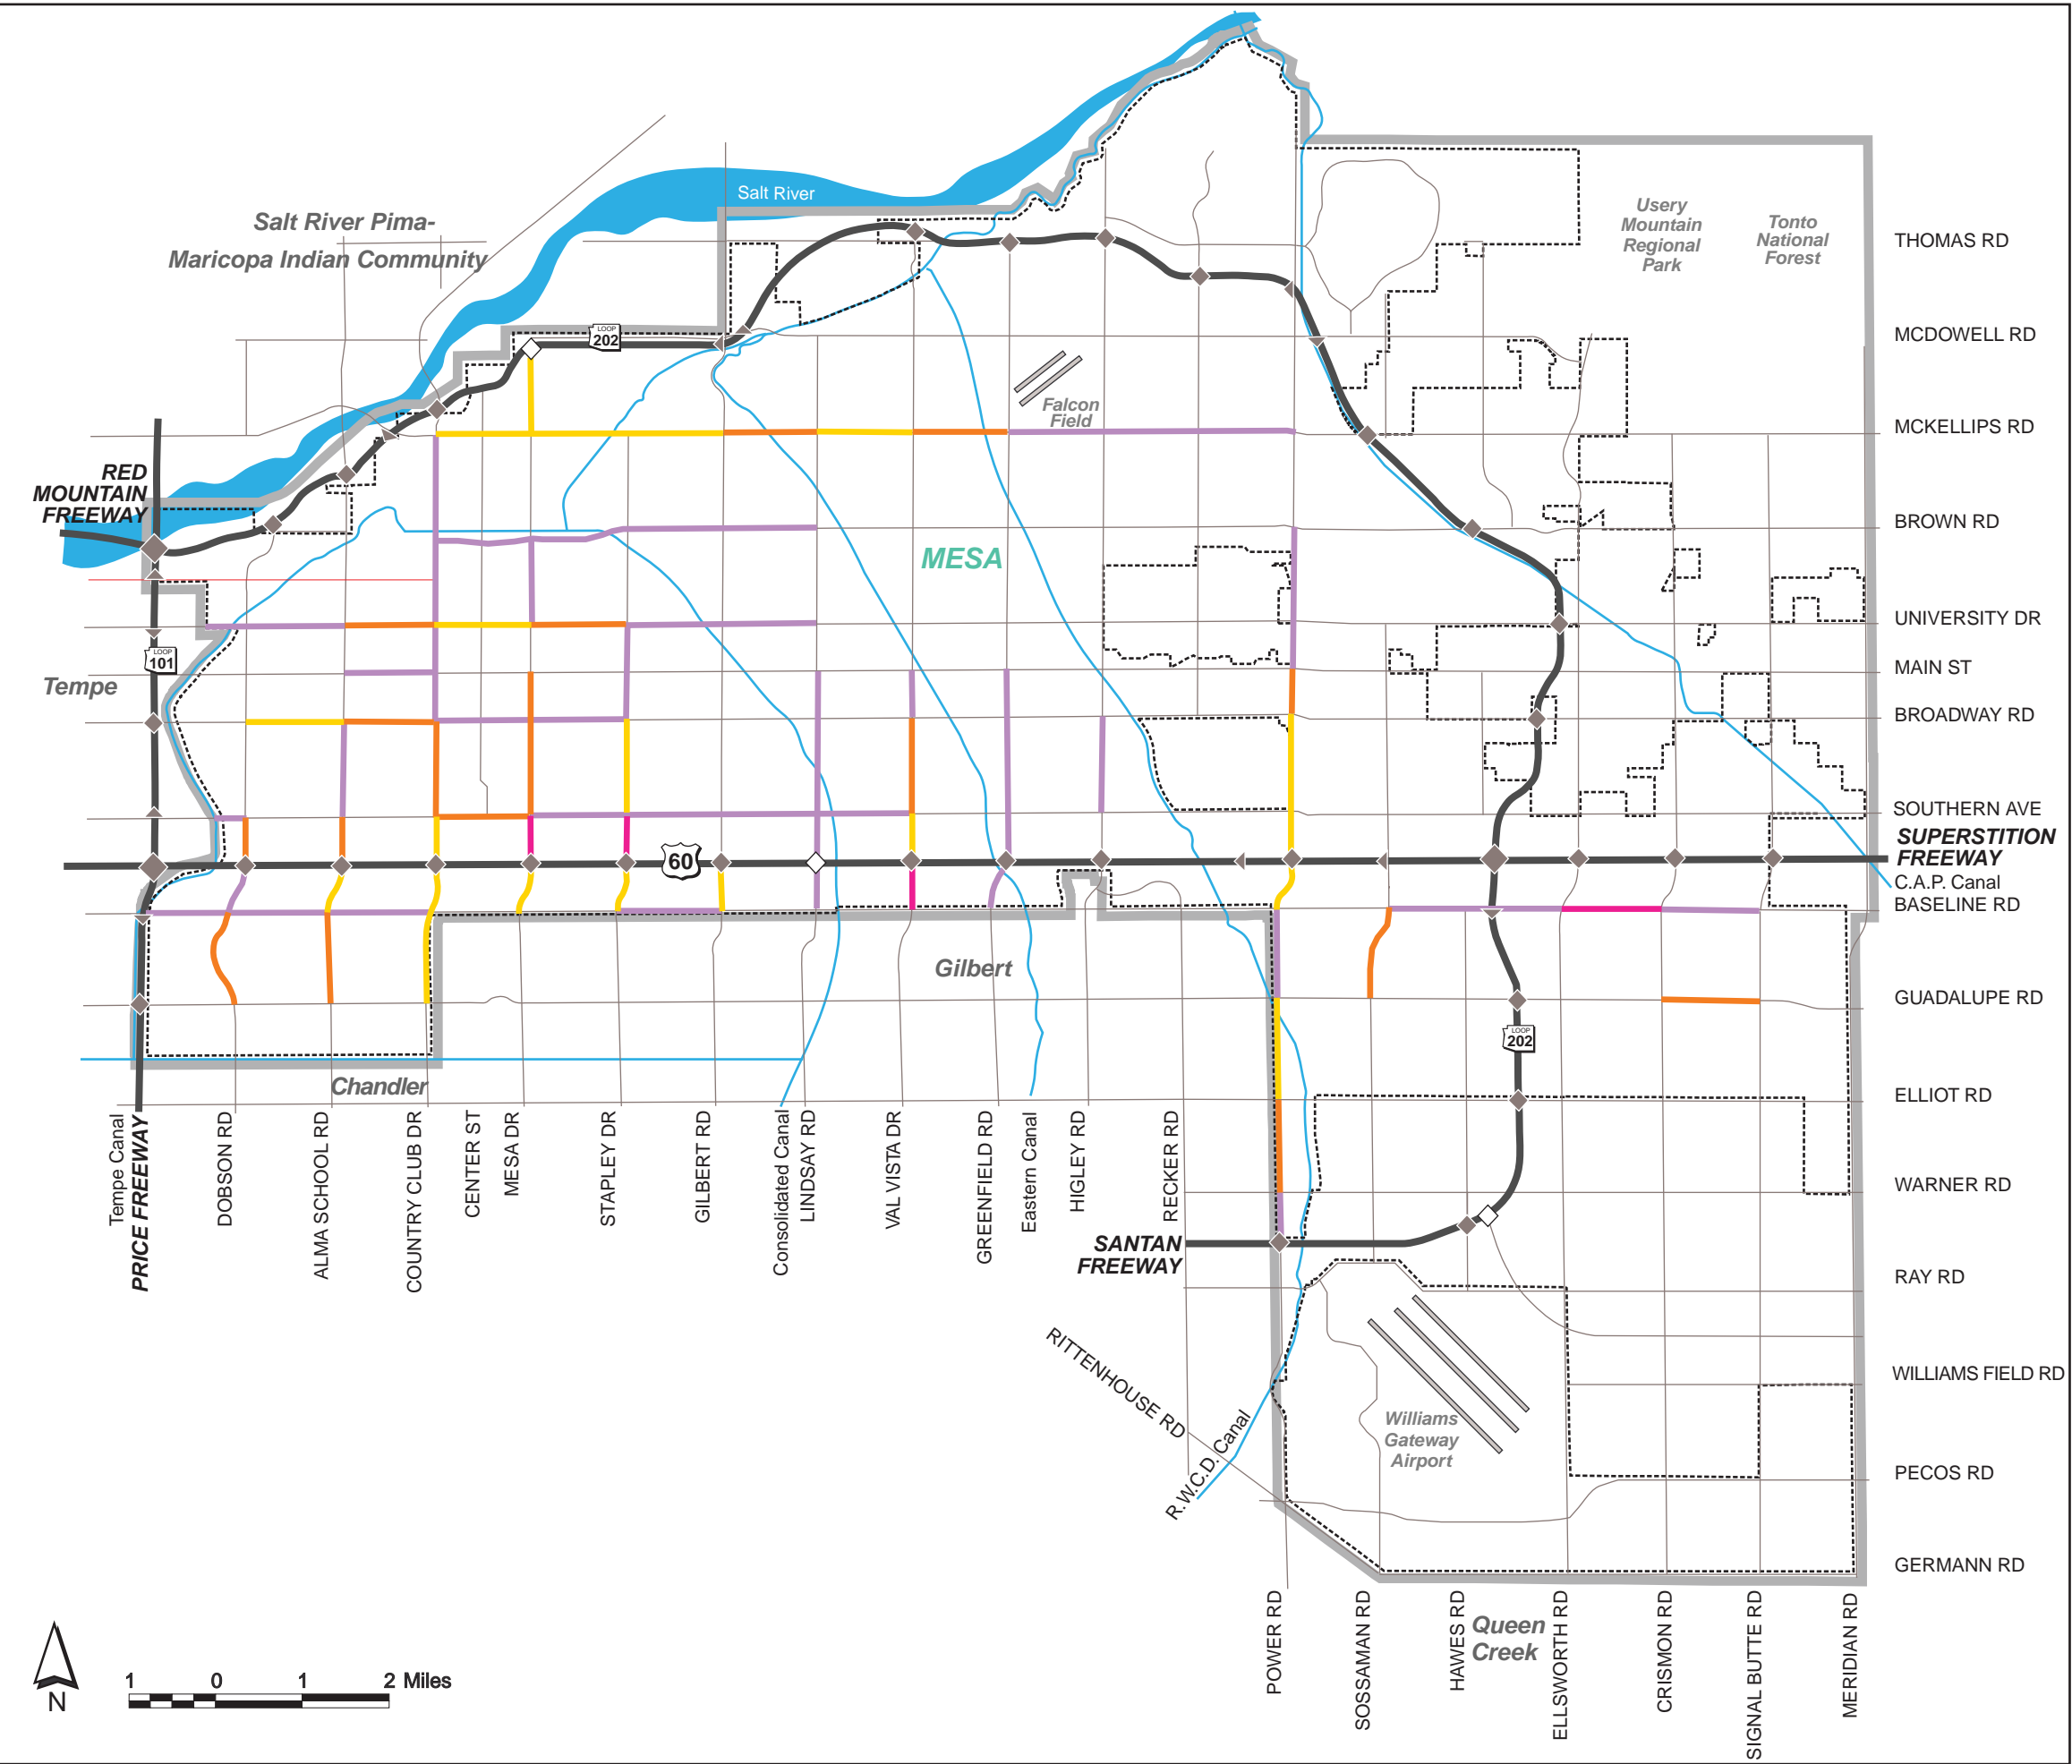 Salt River
Salt River Pima-
Maricopa Indian Community
Usery
Mountain
Regional
Park
Tonto
National
Forest
THOMAS RD
LOOP
202
MCDOWELL RD
Falcon
Field
MCKELLIPS RD
RED
MOUNTAIN
FREEWAY
BROWN RD
MESA
UNIVERSITY DR
LOOP
101
MAIN ST
Tempe
BROADWAY RD
SOUTHERN AVE
60
SUPERSTITION
FREEWAY
C.A.P. Canal
BASELINE RD
Gilbert
GUADALUPE RD
LOOP
202
Chandler
ELLIOT RD
Tempe Canal
PRICE FREEWAY
DOBSON RD
ALMA SCHOOL RD
COUNTRY CLUB DR
CENTER ST
MESA DR
STAPLEY DR
GILBERT RD
Consolidated Canal
LINDSAY RD
VAL VISTA DR
GREENFIELD RD
Eastern Canal
HIGLEY RD
RECKER RD
WARNER RD
SANTAN
FREEWAY
RAY RD
RITTENHOUSE RD
WILLIAMS FIELD RD
R.W.C.D. Canal
Williams
Gateway
Airport
PECOS RD
GERMANN RD
POWER RD
SOSSAMAN RD
HAWES RD
Queen
Creek
ELLSWORTH RD
CRISMON RD
SIGNAL BUTTE RD
MERIDIAN RD
N
1 0 1 2 Miles